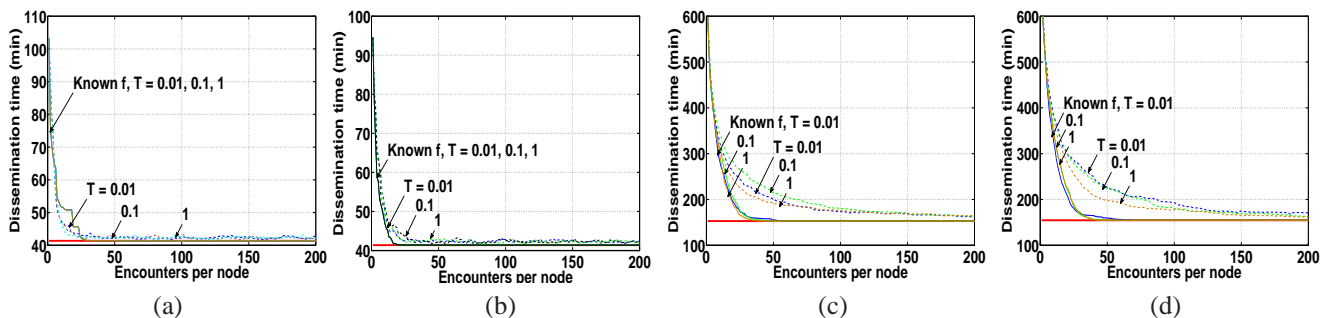 110
100
90
80
70
60
50
40
Dissemination time (min)
Known f, T = 0.01, 0.1, 1
T = 0.01
0.1
1
0
50
100
150
200
Encounters per node
(a)
100
90
80
70
60
50
40
Dissemination time (min)
Known f, T = 0.01, 0.1, 1
T = 0.01
0.1
1
0
50
100
150
200
Encounters per node
(b)
600
500
400
300
200
100
Dissemination time (min)
Known f, T = 0.01
0.1
1
T = 0.01
0.1
1
0
50
100
150
200
Encounters per node
(c)
600
500
400
300
200
100
Dissemination time (min)
Known f, T = 0.01
0.1
1
T = 0.01
0.1
1
0
50
100
150
200
Encounters per node
(d)